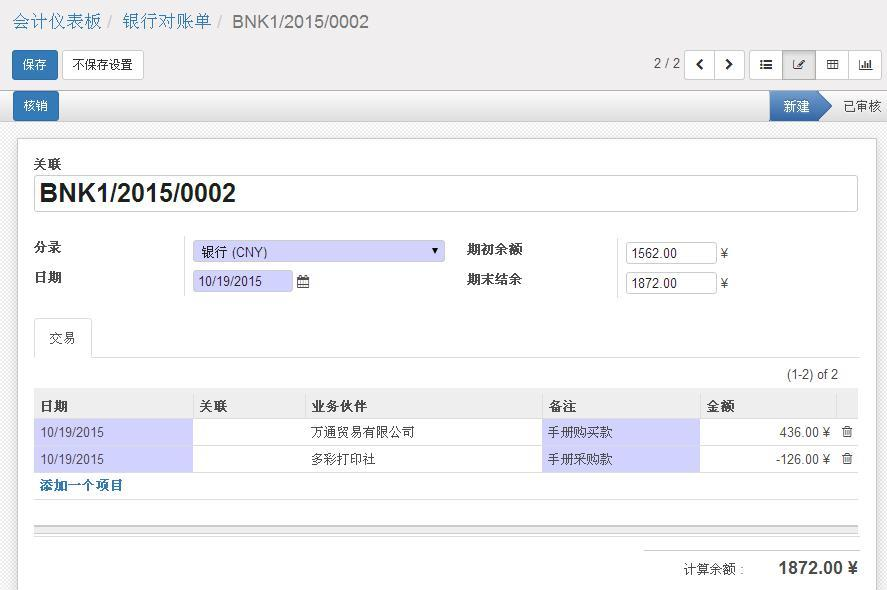 会计仪表板 / 银行对账单 / BNK1/2015/0002
保存 不保存设置 2 / 2
核销 新建 已审核
关联
BNK1/2015/0002
分录 银行 (CNY) 期初余额 1562.00 ¥
日期 10/19/2015 期末结余 1872.00 ¥
交易
(1-2) of 2
日期 关联 业务伙伴 备注 金额
10/19/2015 万通贸易有限公司 手册购买款 436.00 ¥
10/19/2015 多彩打印社 手册采购款 -126.00 ¥
添加一个项目
计算余额 : 1872.00 ¥